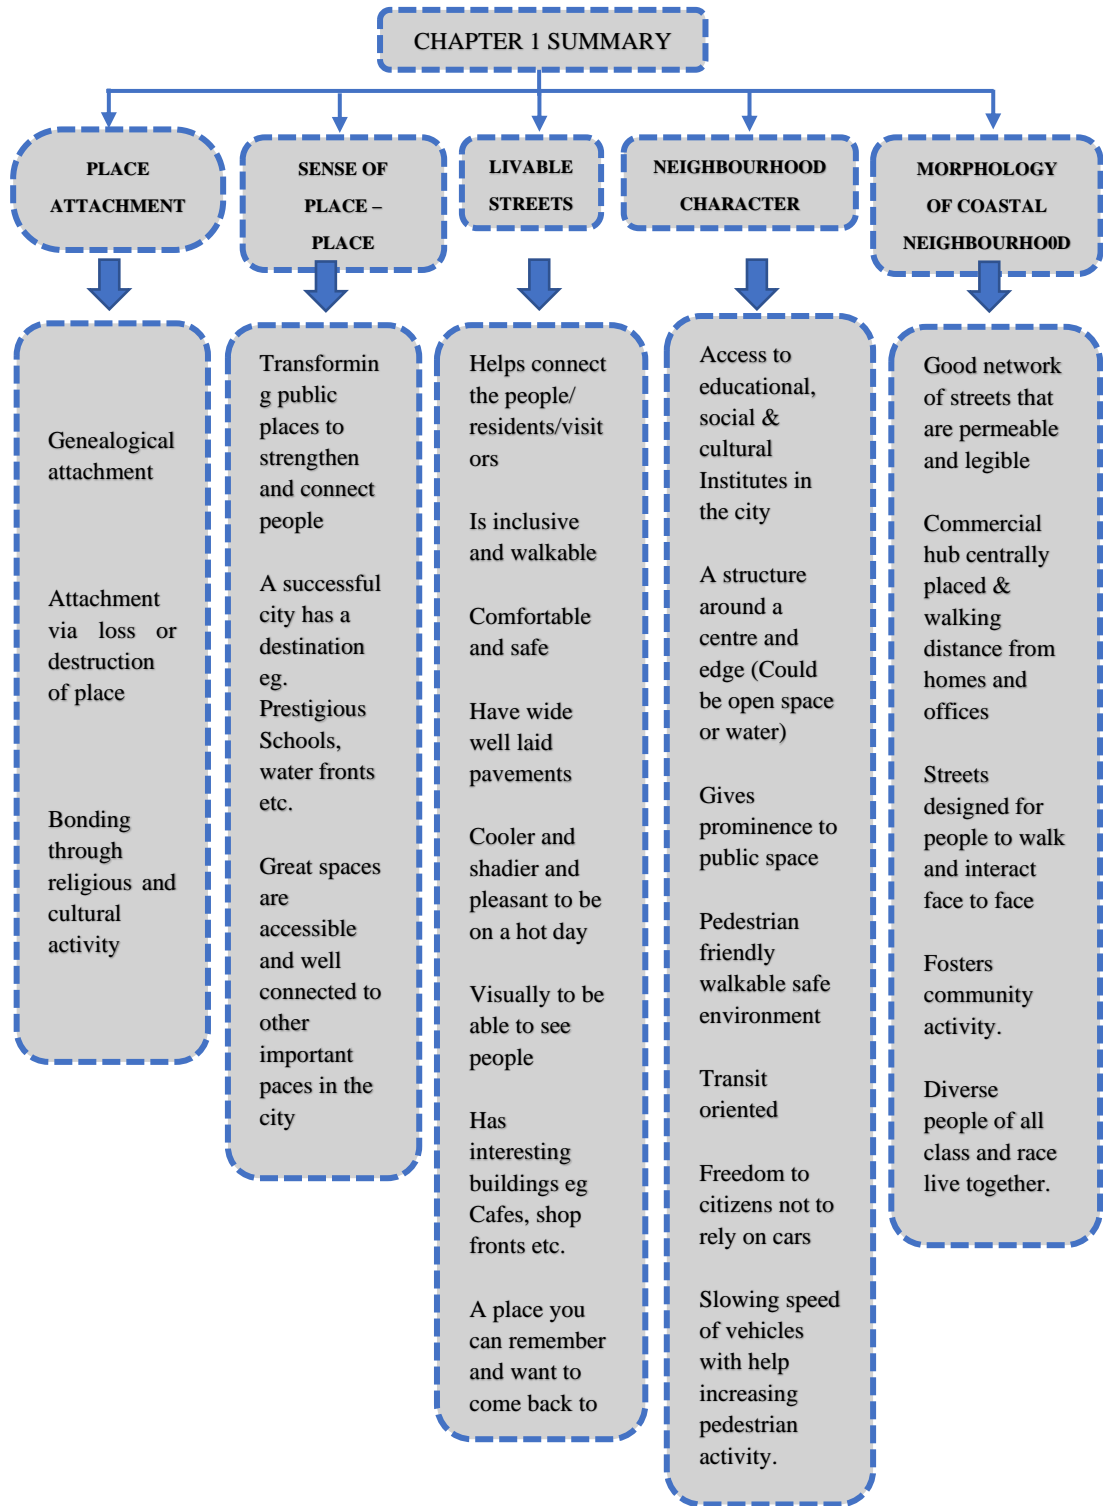 CHAPTER 1 SUMMARY
PLACE
ATTACHMENT
SENSE OF
PLACE –
PLACE
LIVABLE
STREETS
NEIGHBOURHOOD
CHARACTER
MORPHOLOGY
OF COASTAL
NEIGHBOURHO0D
Genealogical
attachment
Attachment
via loss or
destruction
of place
Bonding
through
religious and
cultural
activity
Transformin
g public
places to
strengthen
and connect
people
A successful
city has a
destination
eg.
Prestigious
Schools,
water fronts
etc.
Great spaces
are
accessible
and well
connected to
other
important
paces in the
city
Helps connect
the people/
residents/visit
ors
Is inclusive
and walkable
Comfortable
and safe
Have wide
well laid
pavements
Cooler and
shadier and
pleasant to be
on a hot day
Visually to be
able to see
people
Has
interesting
buildings eg
Cafes, shop
fronts etc.
A place you
can remember
and want to
come back to
Access to
educational,
social &
cultural
Institutes in
the city
A structure
around a
centre and
edge (Could
be open space
or water)
Gives
prominence to
public space
Pedestrian
friendly
walkable safe
environment
Transit
oriented
Freedom to
citizens not to
rely on cars
Slowing speed
of vehicles
with help
increasing
pedestrian
activity.
Good network
of streets that
are permeable
and legible
Commercial
hub centrally
placed &
walking
distance from
homes and
offices
Streets
designed for
people to walk
and interact
face to face
Fosters
community
activity.
Diverse
people of all
class and race
live together.